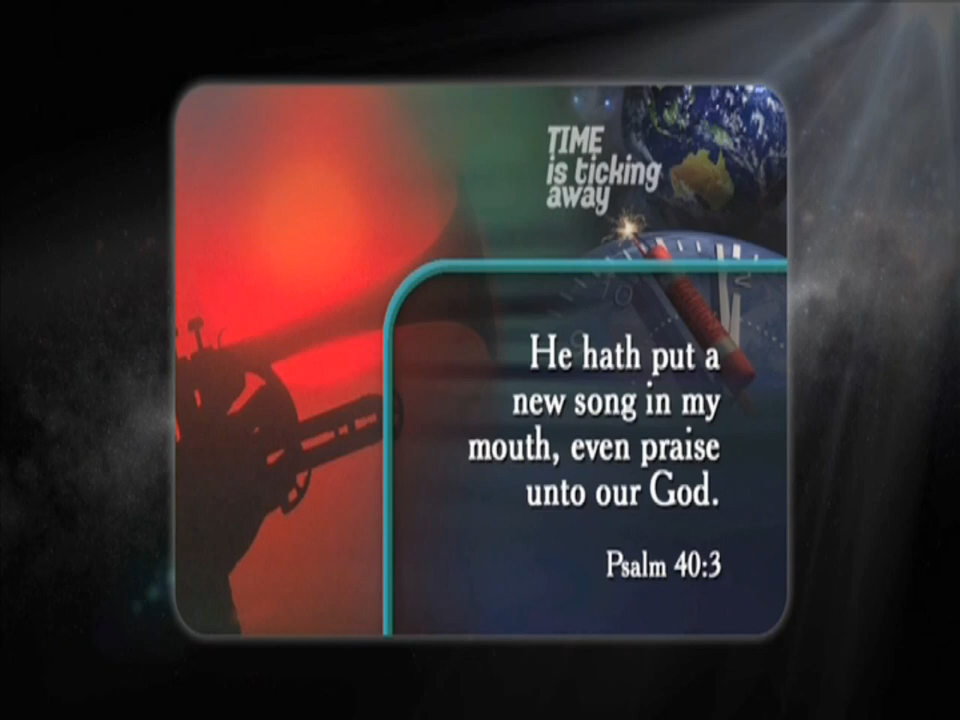 TIME
is ticking
away
He hath put a
new song in my
mouth, even praise
unto our God.
Psalm 40:3